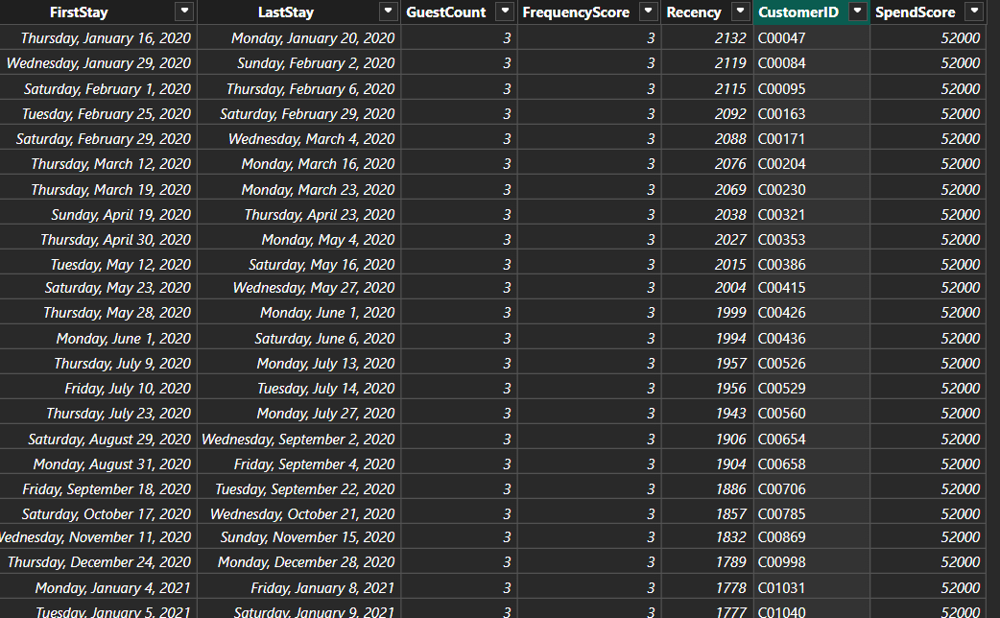 FirstStay LastStay GuestCount FrequencyScore Recency CustomerID SpendScore
Thursday, January 16, 2020 Monday, January 20, 2020 3 3 2132 C00047 52000
Wednesday, January 29, 2020 Sunday, February 2, 2020 3 3 2119 C00084 52000
Saturday, February 1, 2020 Thursday, February 6, 2020 3 3 2115 C00095 52000
Tuesday, February 25, 2020 Saturday, February 29, 2020 3 3 2092 C00163 52000
Saturday, February 29, 2020 Wednesday, March 4, 2020 3 3 2088 C00171 52000
Thursday, March 12, 2020 Monday, March 16, 2020 3 3 2076 C00204 52000
Thursday, March 19, 2020 Monday, March 23, 2020 3 3 2069 C00230 52000
Sunday, April 19, 2020 Thursday, April 23, 2020 3 3 2038 C00321 52000
Thursday, April 30, 2020 Monday, May 4, 2020 3 3 2027 C00353 52000
Tuesday, May 12, 2020 Saturday, May 16, 2020 3 3 2015 C00386 52000
Saturday, May 23, 2020 Wednesday, May 27, 2020 3 3 2004 C00415 52000
Thursday, May 28, 2020 Monday, June 1, 2020 3 3 1999 C00426 52000
Monday, June 1, 2020 Saturday, June 6, 2020 3 3 1994 C00436 52000
Thursday, July 9, 2020 Monday, July 13, 2020 3 3 1957 C00526 52000
Friday, July 10, 2020 Tuesday, July 14, 2020 3 3 1956 C00529 52000
Thursday, July 23, 2020 Monday, July 27, 2020 3 3 1943 C00560 52000
Saturday, August 29, 2020 Wednesday, September 2, 2020 3 3 1906 C00654 52000
Monday, August 31, 2020 Friday, September 4, 2020 3 3 1904 C00658 52000
Friday, September 18, 2020 Tuesday, September 22, 2020 3 3 1886 C00706 52000
Saturday, October 17, 2020 Wednesday, October 21, 2020 3 3 1857 C00785 52000
Wednesday, November 11, 2020 Sunday, November 15, 2020 3 3 1832 C00869 52000
Thursday, December 24, 2020 Monday, December 28, 2020 3 3 1789 C00998 52000
Monday, January 4, 2021 Friday, January 8, 2021 3 3 1778 C01031 52000
Tuesday, January 5, 2021 Saturday, January 9, 2021 3 3 1777 C01040 52000